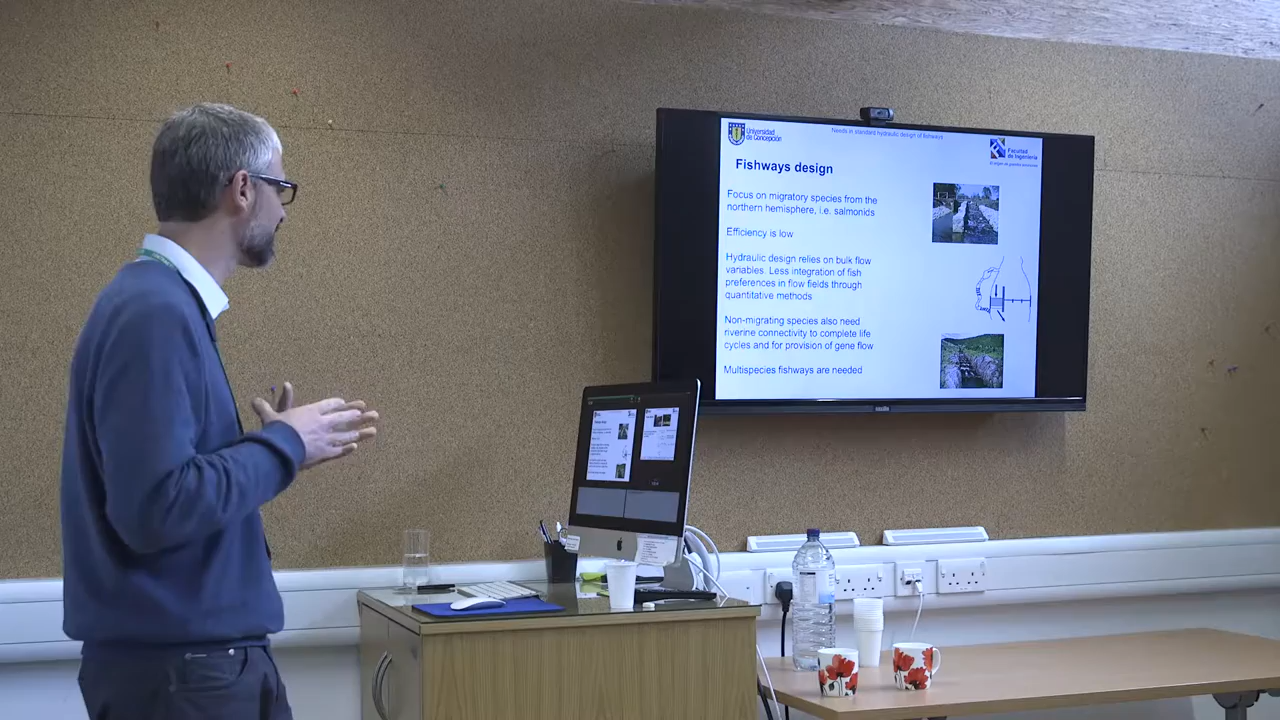 Needs in standard hydraulic design of fishways
Universidad
de Concepción
Facultad
de Ingeniería
Fishways design
Focus on migratory species from the
northern hemisphere, i.e. salmonids
Efficiency is low
Hydraulic design relies on bulk flow
variables. Less integration of fish
preferences in flow fields through
quantitative methods
Non-migrating species also need
riverine connectivity to complete life
cycles and for provision of gene flow
Multispecies fishways are needed